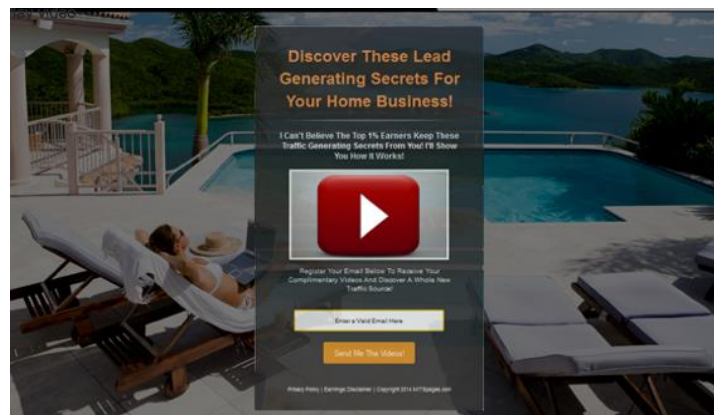 Discover These Lead
Generating Secrets For
Your Home Business!
I Can't Believe The Top 1% Earners Keep These
Traffic Generating Secrets From You! I'll Show
You How It Works!
Register Your Email Below To Receive Your
Complimentary Videos And Discover A Whole New
Traffic Source!
Enter a Valid Email Here
Send Me The Videos!
Privacy Policy | Earnings Disclaimer | Copyright 2014